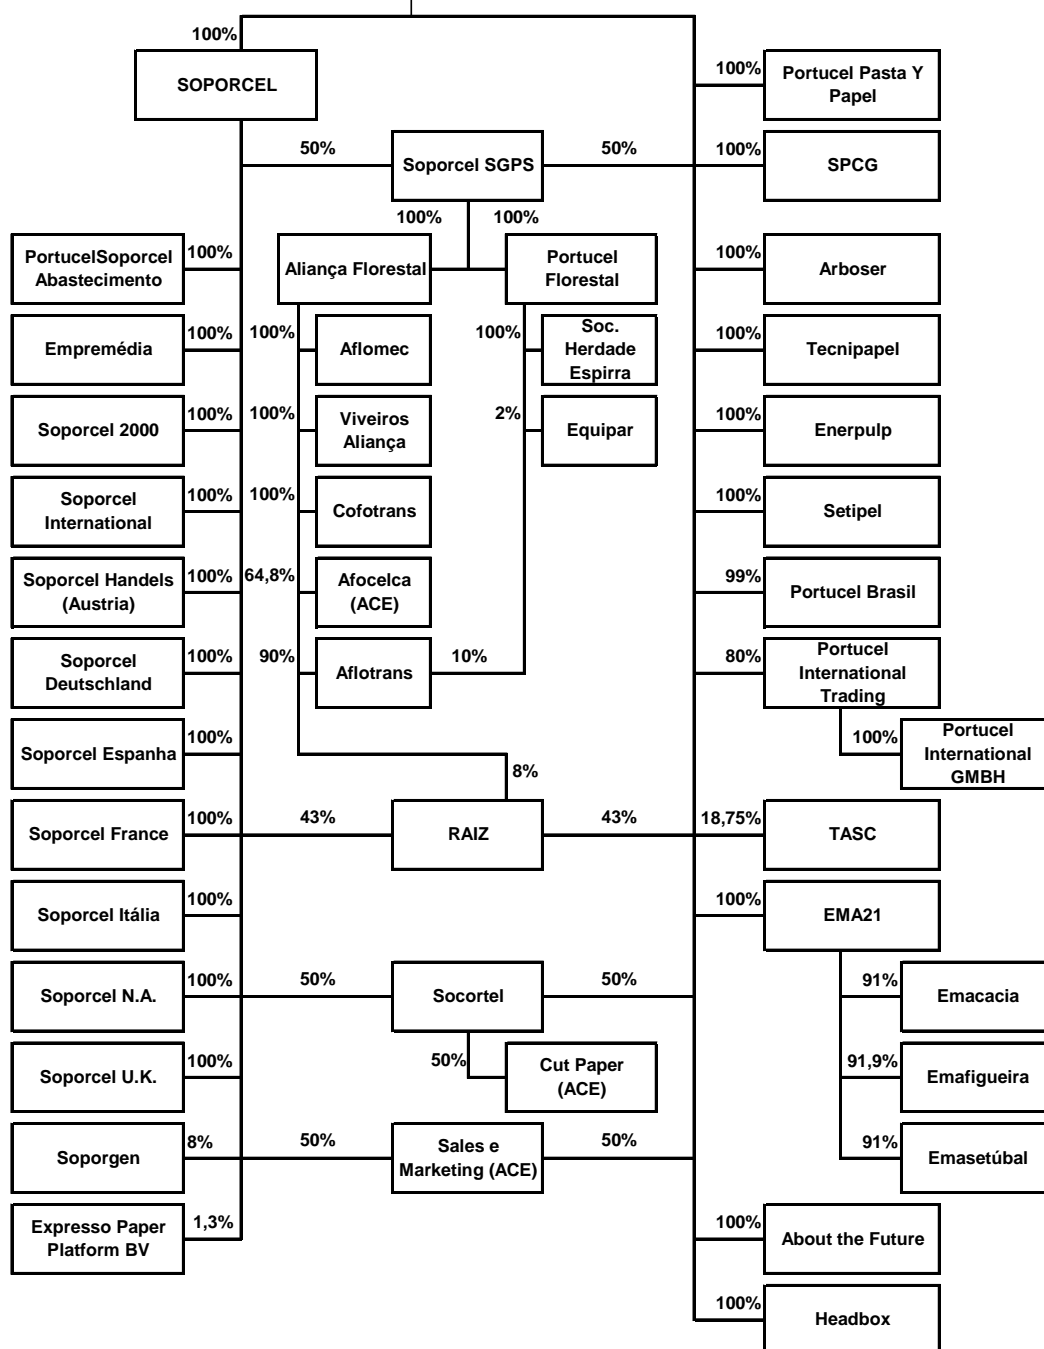 100%
SOPORCEL
100%
Portucel Pasta Y
Papel
50%
Soporcel SGPS
50%
100%
SPCG
100%
100%
PortucelSoporcel
Abastecimento
100%
Aliança Florestal
Portucel
Florestal
100%
Arboser
Empremédia
100%
100%
Aflomec
100%
Soc.
Herdade
Espirra
100%
Tecnipapel
Soporcel 2000
100%
100%
Viveiros
Aliança
2%
Equipar
100%
Enerpulp
Soporcel
International
100%
100%
Cofotrans
100%
Setipel
Soporcel Handels
(Austria)
100%
64,8%
Afocelca
(ACE)
99%
Portucel Brasil
Soporcel
Deutschland
100%
90%
Aflotrans
10%
80%
Portucel
International
Trading
Soporcel Espanha
100%
8%
100%
Portucel
International
GMBH
Soporcel France
100%
43%
RAIZ
43%
18,75%
TASC
Soporcel Itália
100%
100%
EMA21
Soporcel N.A.
100%
50%
Socortel
50%
91%
Emacacia
Soporcel U.K.
100%
50%
Cut Paper
(ACE)
91,9%
Emafigueira
Soporgen
8%
50%
Sales e
Marketing (ACE)
50%
91%
Emasetúbal
Expresso Paper
Platform BV
1,3%
100%
About the Future
100%
Headbox